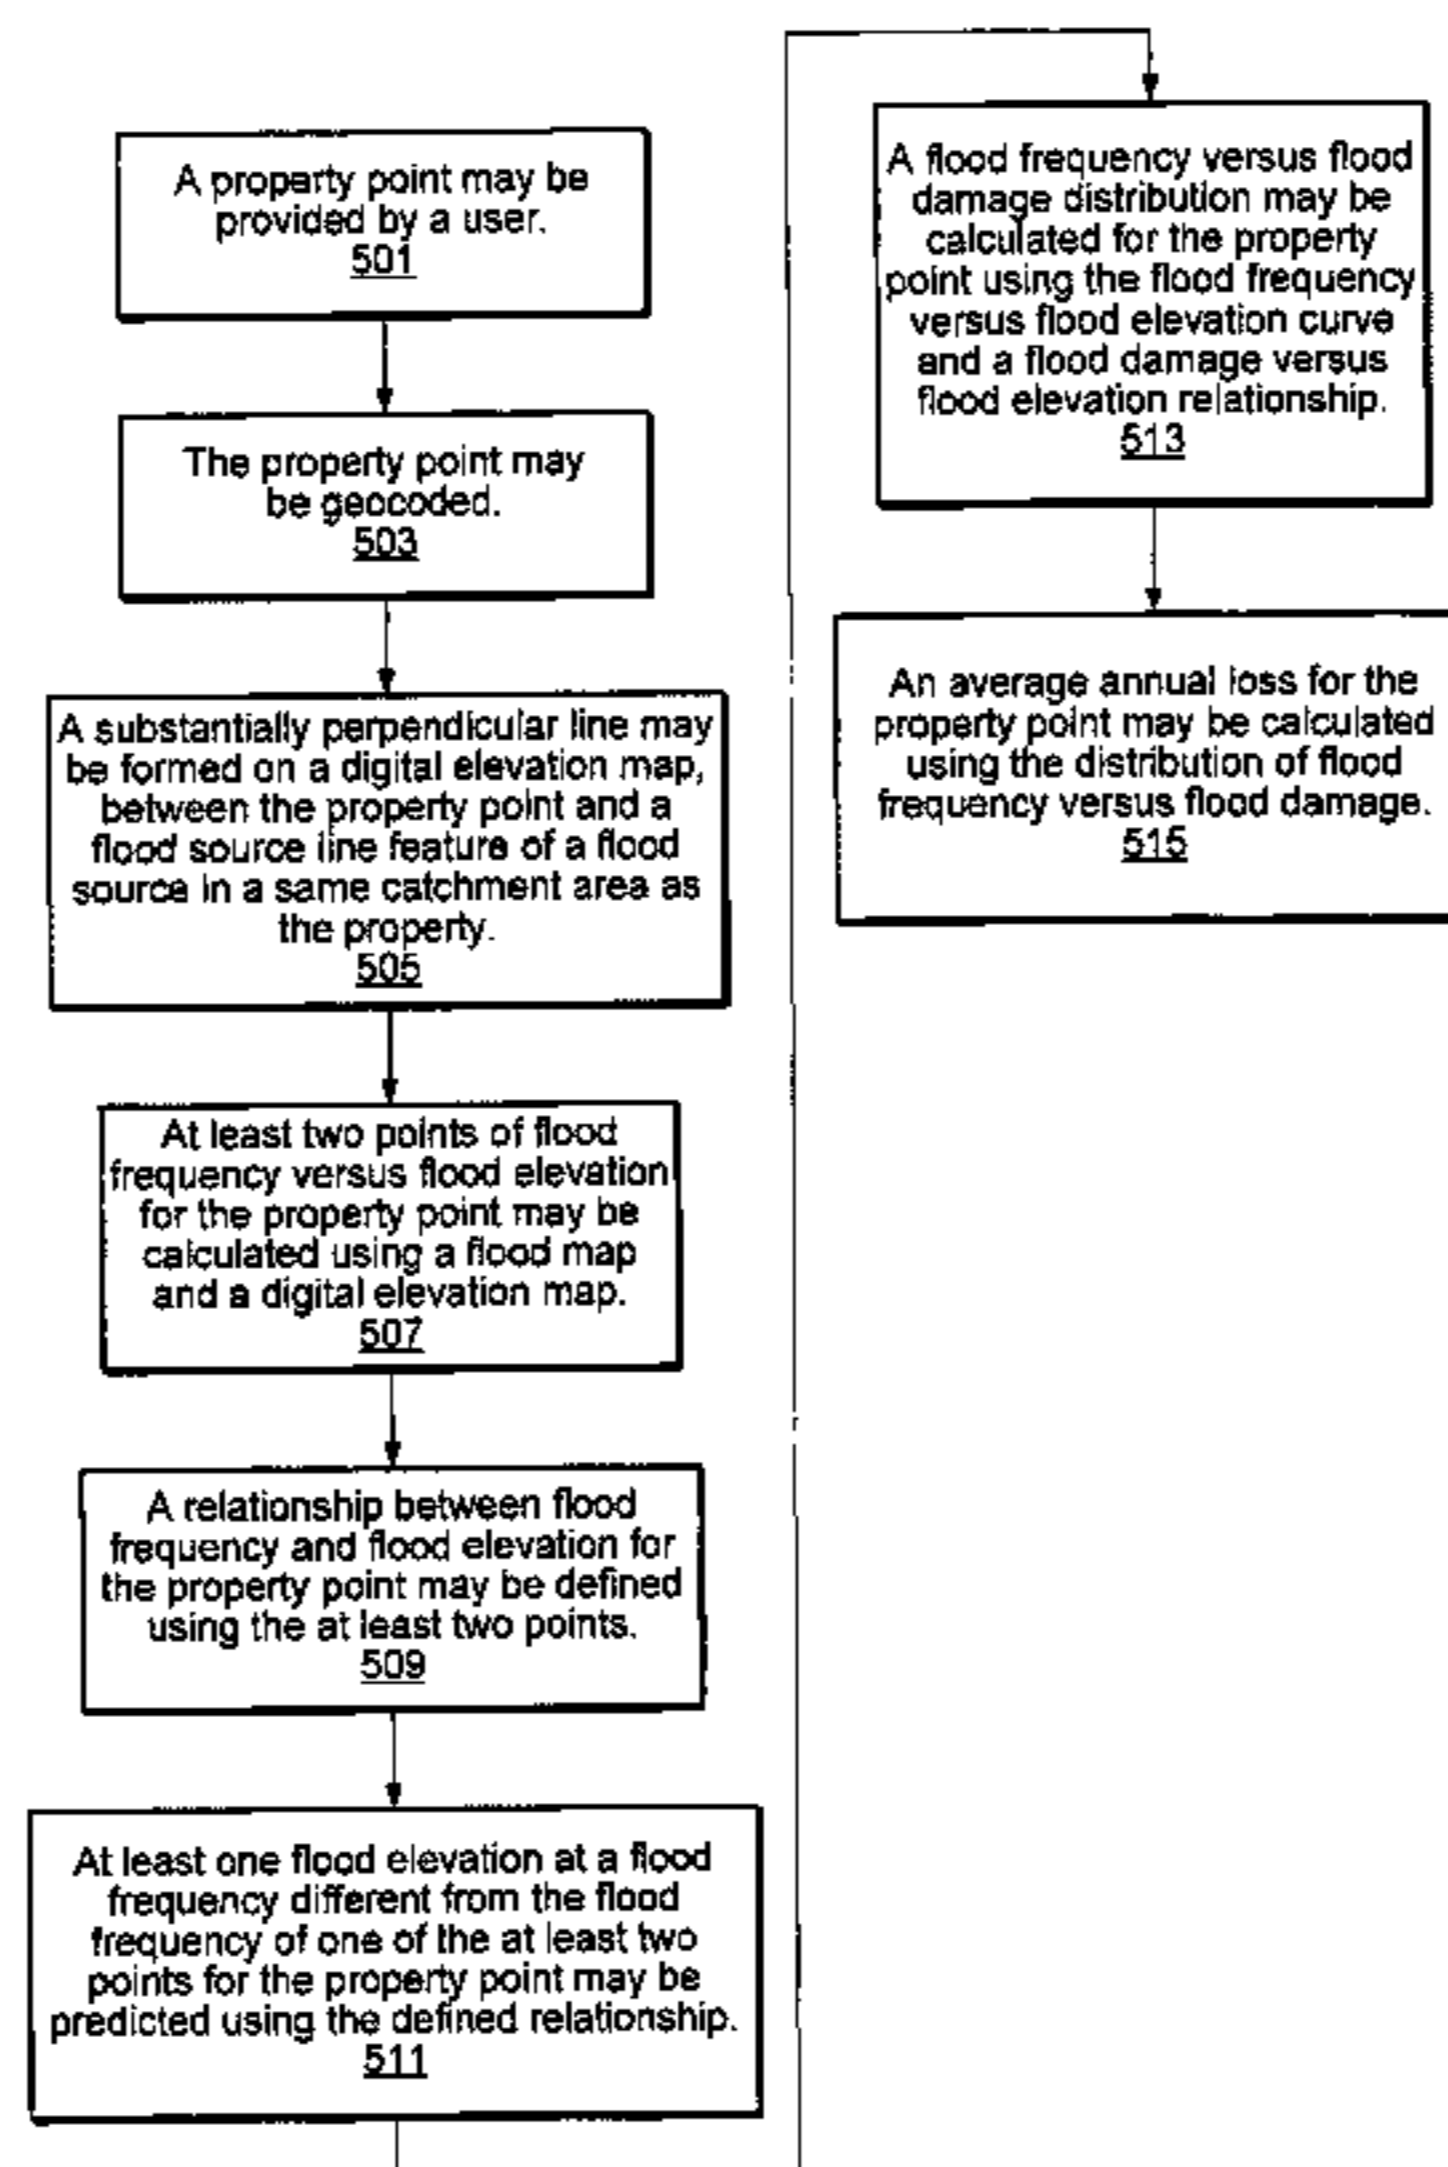 A property point may be
provided by a user.
501
The property point may
be geocoded.
503
A substantially perpendicular line may
be formed on a digital elevation map,
between the property point and a
flood source line feature of a flood
source in a same catchment area as
the property.
505
At least two points of flood
frequency versus flood elevation
for the property point may be
calculated using a flood map
and a digital elevation map.
507
A relationship between flood
frequency and flood elevation for
the property point may be defined
using the at least two points.
509
At least one flood elevation at a flood
frequency different from the flood
frequency of one of the at least two
points for the property point may be
predicted using the defined relationship.
511
A flood frequency versus flood
damage distribution may be
calculated for the property
point using the flood frequency
versus flood elevation curve
and a flood damage versus
flood elevation relationship.
513
An average annual loss for the
property point may be calculated
using the distribution of flood
frequency versus flood damage.
515